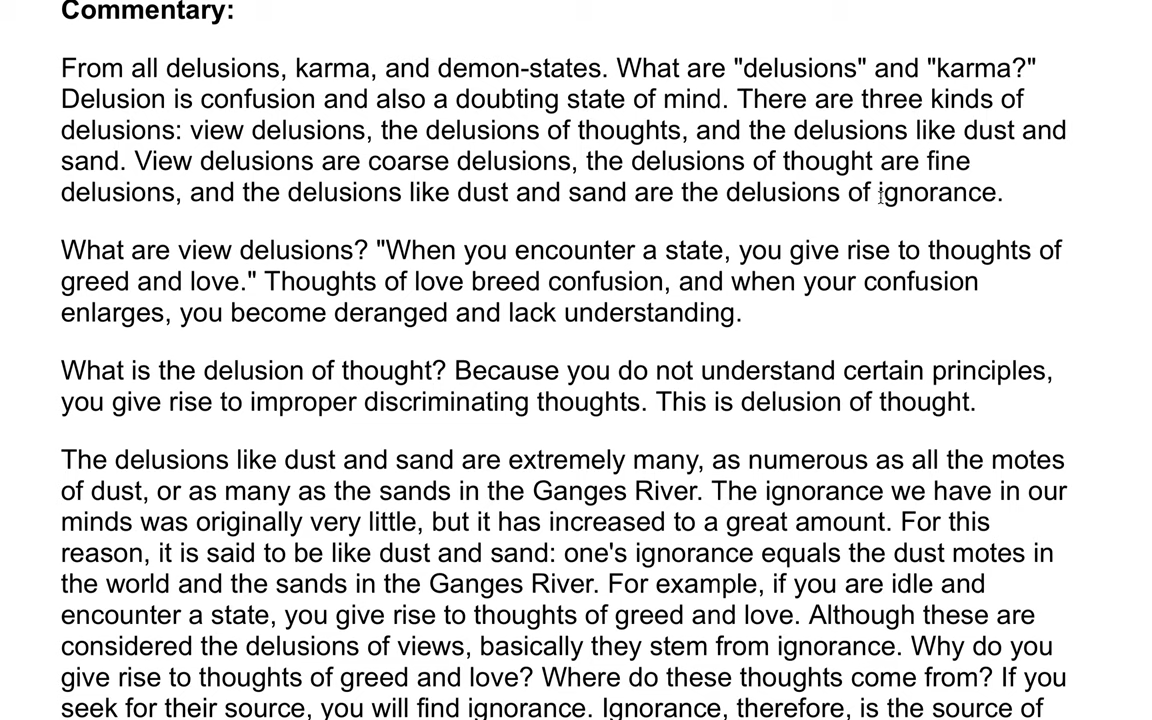 Commentary:
From all delusions, karma, and demon-states. What are "delusions" and "karma?"
Delusion is confusion and also a doubting state of mind. There are three kinds of
delusions: view delusions, the delusions of thoughts, and the delusions like dust and
sand. View delusions are coarse delusions, the delusions of thought are fine
delusions, and the delusions like dust and sand are the delusions of ignorance.
What are view delusions? "When you encounter a state, you give rise to thoughts of
greed and love." Thoughts of love breed confusion, and when your confusion
enlarges, you become deranged and lack understanding.
What is the delusion of thought? Because you do not understand certain principles,
you give rise to improper discriminating thoughts. This is delusion of thought.
The delusions like dust and sand are extremely many, as numerous as all the motes
of dust, or as many as the sands in the Ganges River. The ignorance we have in our
minds was originally very little, but it has increased to a great amount. For this
reason, it is said to be like dust and sand: one's ignorance equals the dust motes in
the world and the sands in the Ganges River. For example, if you are idle and
encounter a state, you give rise to thoughts of greed and love. Although these are
considered the delusions of views, basically they stem from ignorance. Why do you
give rise to thoughts of greed and love? Where do these thoughts come from? If you
seek for their source, you will find ignorance. Ignorance, therefore, is the source of